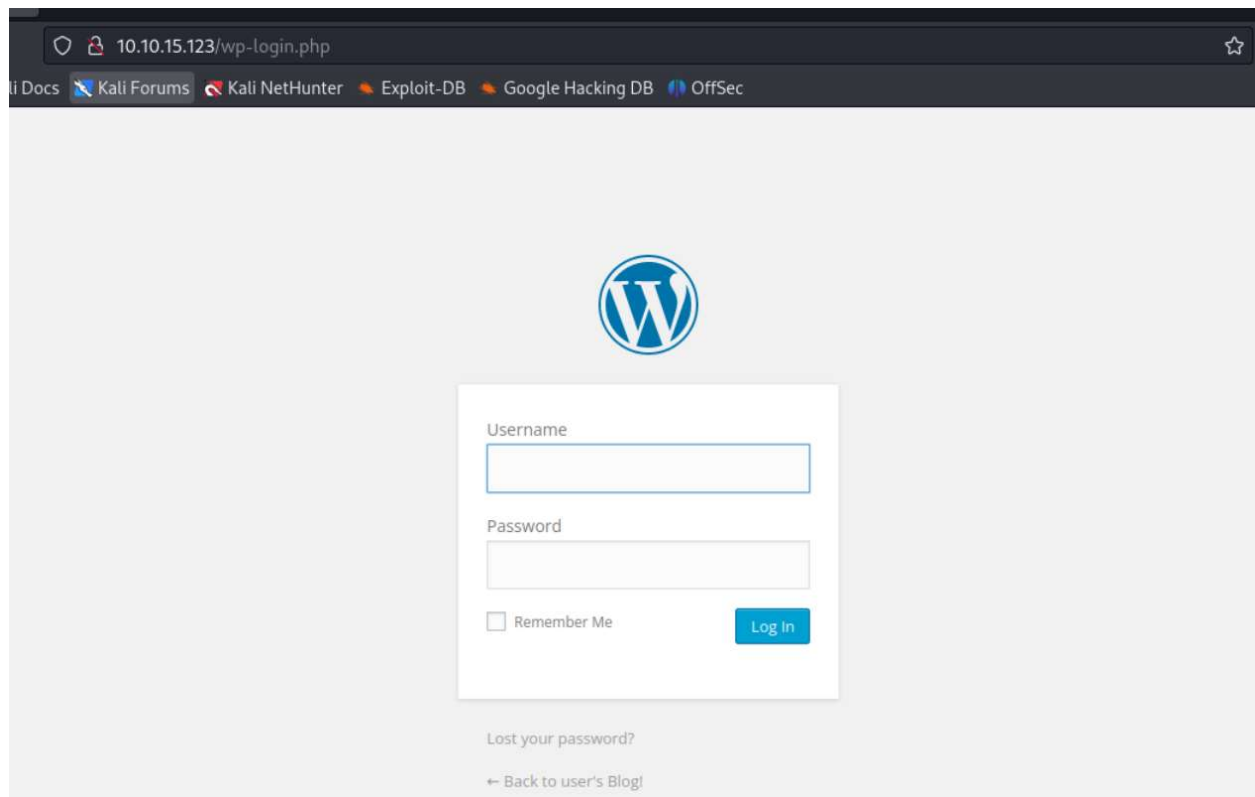 10.10.15.123/wp-login.php
li Docs Kali Forums Kali NetHunter Exploit-DB Google Hacking DB OffSec
Username
Password
Remember Me Log In
Lost your password?
← Back to user's Blog!